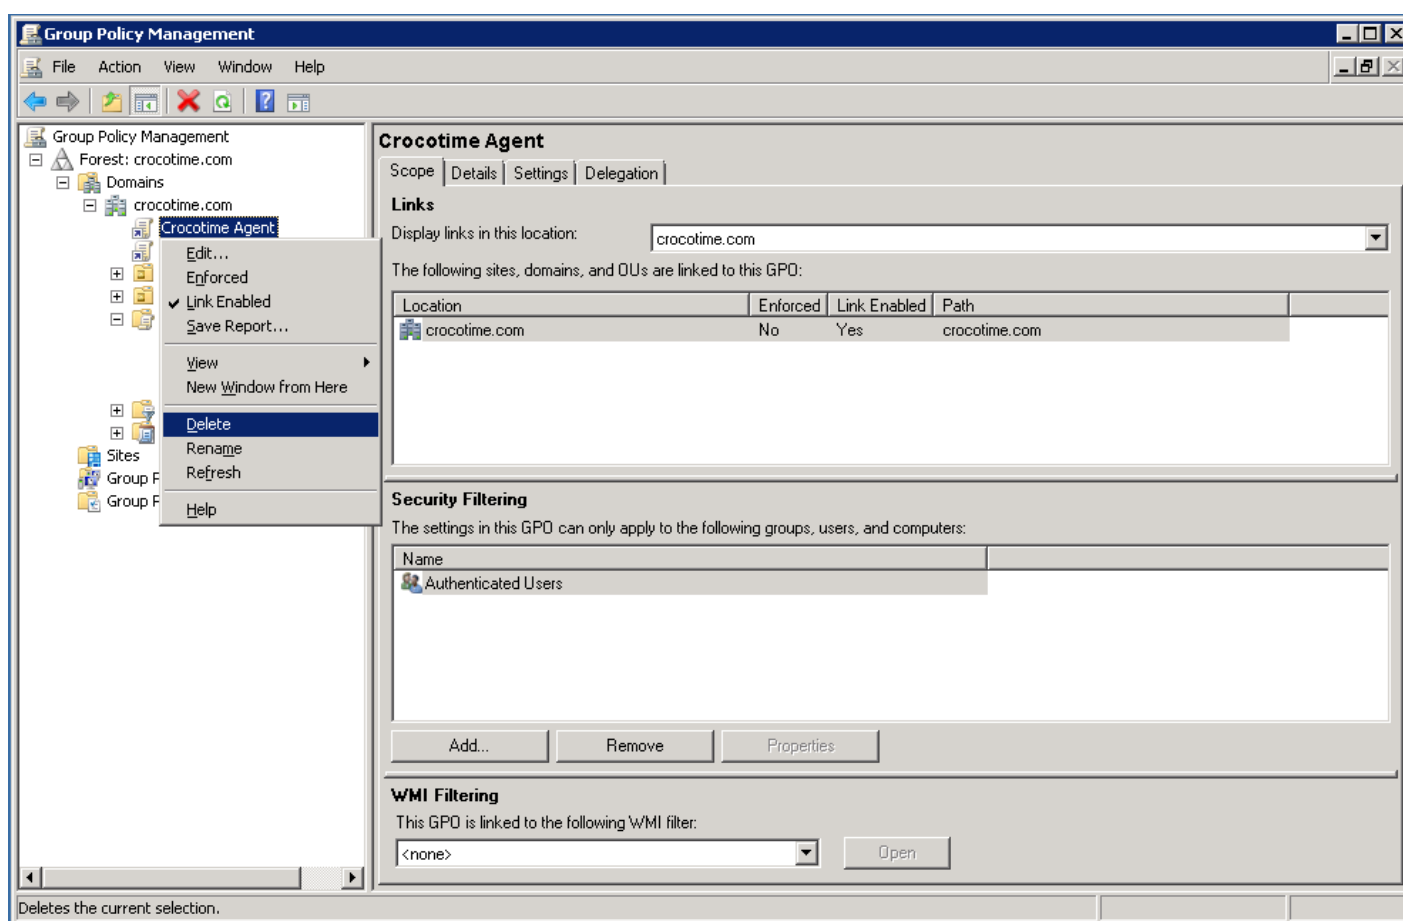 Group Policy Management
File Action View Window Help
Group Policy Management
Forest: crocotime.com
Domains
crocotime.com
Crocotime Agent
Edit...
Enforced
Link Enabled
Save Report...
View
New Window from Here
Delete
Rename
Refresh
Help
Sites
Group P
Group P
Crocotime Agent
Scope Details Settings Delegation
Links
Display links in this location: crocotime.com
The following sites, domains, and OUs are linked to this GPO:
Location Enforced Link Enabled Path
crocotime.com No Yes crocotime.com
Security Filtering
The settings in this GPO can only apply to the following groups, users, and computers:
Name
Authenticated Users
Add... Remove Properties
WMI Filtering
This GPO is linked to the following WMI filter:
<none> Open
Deletes the current selection.